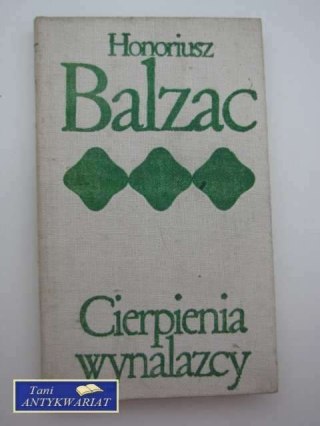 Honoriusz
Balzac
Cierpienia
wynalazcy
Tani
ANTYKWARIAT